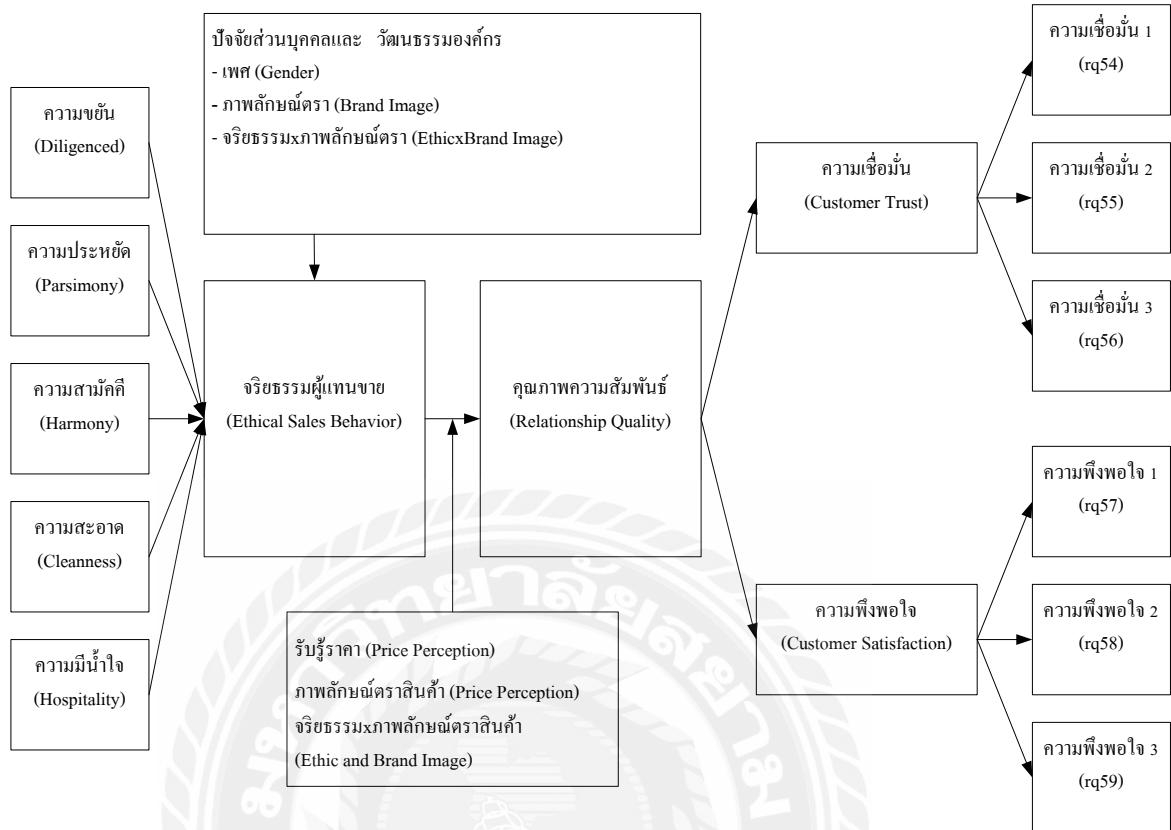 ปัจจัยส่วนบุคคลและ วัฒนธรรมองค์กร
- เพศ (Gender)
- ภาพลักษณ์ตรา (Brand Image)
- จริยธรรมxภาพลักษณ์ตรา (EthicxBrand Image)
ความขยัน
(Diligenced)
ความประหยัด
(Parsimony)
ความสามัคคี
(Harmony)
ความสะอาด
(Cleanness)
ความมีน้ำใจ
(Hospitality)
จริยธรรมผู้แทนขาย
(Ethical Sales Behavior)
คุณภาพความสัมพันธ์
(Relationship Quality)
รับรู้ราคา (Price Perception)
ภาพลักษณ์ตราสินค้า (Price Perception)
จริยธรรมxภาพลักษณ์ตราสินค้า
(Ethic and Brand Image)
ความเชื่อมั่น
(Customer Trust)
ความพึงพอใจ
(Customer Satisfaction)
ความเชื่อมั่น 1
(rq54)
ความเชื่อมั่น 2
(rq55)
ความเชื่อมั่น 3
(rq56)
ความพึงพอใจ 1
(rq57)
ความพึงพอใจ 2
(rq58)
ความพึงพอใจ 3
(rq59)
มหาวิทยาลัยสยาม